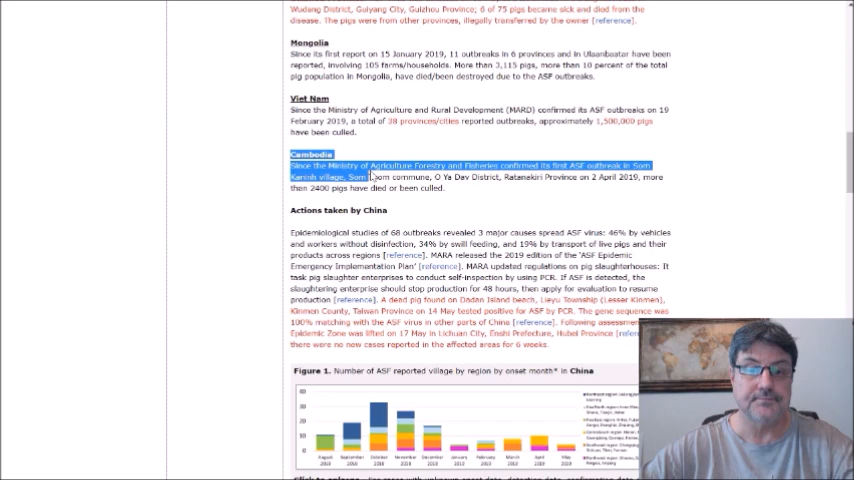 Wudang District, Guiyang City, Guizhou Province; 6 of 75 pigs became sick and died from the
disease. The pigs were from other provinces, illegally transferred by the owner [reference].
Mongolia
Since its first report on 15 January 2019, 11 outbreaks in 6 provinces and in Ulaanbaatar have been
reported, involving 105 farms/households. More than 3,115 pigs, more than 10 percent of the total
pig population in Mongolia, have died/been destroyed due to the ASF outbreaks.
Viet Nam
Since the Ministry of Agriculture and Rural Development (MARD) confirmed its ASF outbreaks on 19
February 2019, a total of 38 provinces/cities reported outbreaks, approximately 1,500,000 pigs
have been culled.
Cambodia
Since the Ministry of Agriculture Forestry and Fisheries confirmed its first ASF outbreak in Som
Kaninh village, Som Thom commune, O Ya Dav District, Ratanakiri Province on 2 April 2019, more
than 2400 pigs have died or been culled.
Actions taken by China
Epidemiological studies of 68 outbreaks revealed 3 major causes spread ASF virus: 46% by vehicles
and workers without disinfection, 34% by swill feeding, and 19% by transport of live pigs and their
products across regions [reference]. MARA released the 2019 edition of the 'ASF Epidemic
Emergency Implementation Plan' [reference]. MARA updated regulations on pig slaughterhouses: It
task pig slaughter enterprises to conduct self-inspection by using PCR. If ASF is detected, the
slaughtering enterprise should stop production for 48 hours, then apply for evaluation to resume
production [reference]. A dead pig found on Dadan Island beach, Lieyu Township (Lesser Kinmen),
Kinmen County, Taiwan Province on 14 May tested positive for ASF by PCR. The gene sequence was
100% matching with the ASF virus in other parts of China [reference]. Following assessment
Epidemic Zone was lifted on 17 May in Lichuan City, Enshi Prefecture, Hubei Province [refe
there were no new cases reported in the affected areas for 6 weeks.
Figure 1. Number of ASF reported village by region by onset month* in China
40
30
20
10
0
August September October November December January February March April May
2018 2018 2018 2018 2018 2019 2019 2019 2019 2019